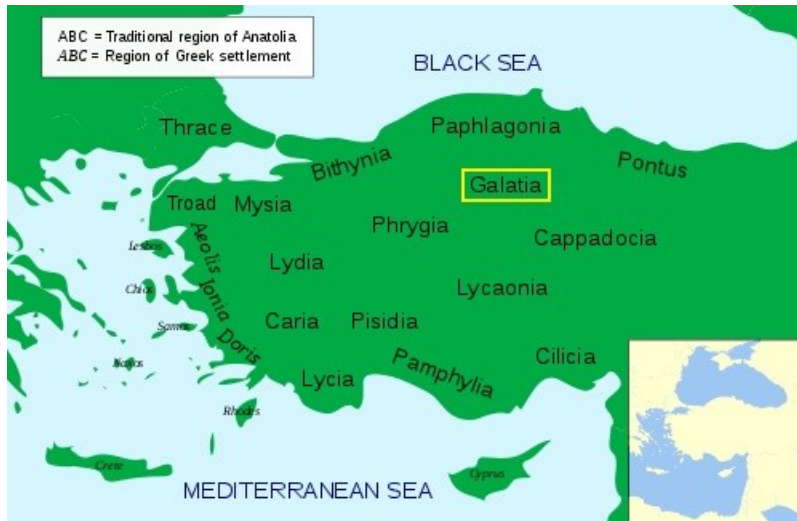 ABC = Traditional region of Anatolia
ABC = Region of Greek settlement
BLACK SEA
Thrace
Paphlagonia
Bithynia
Pontus
Galatia
Troad
Mysia
Phrygia
Cappadocia
Aeolis
Lesbos
Lydia
Lycaonia
Chios
Ionia
Caria
Pisidia
Samos
Doris
Naxos
Lycia
Pamphylia
Cilicia
Rhodes
Crete
Cyprus
MEDITERRANEAN SEA